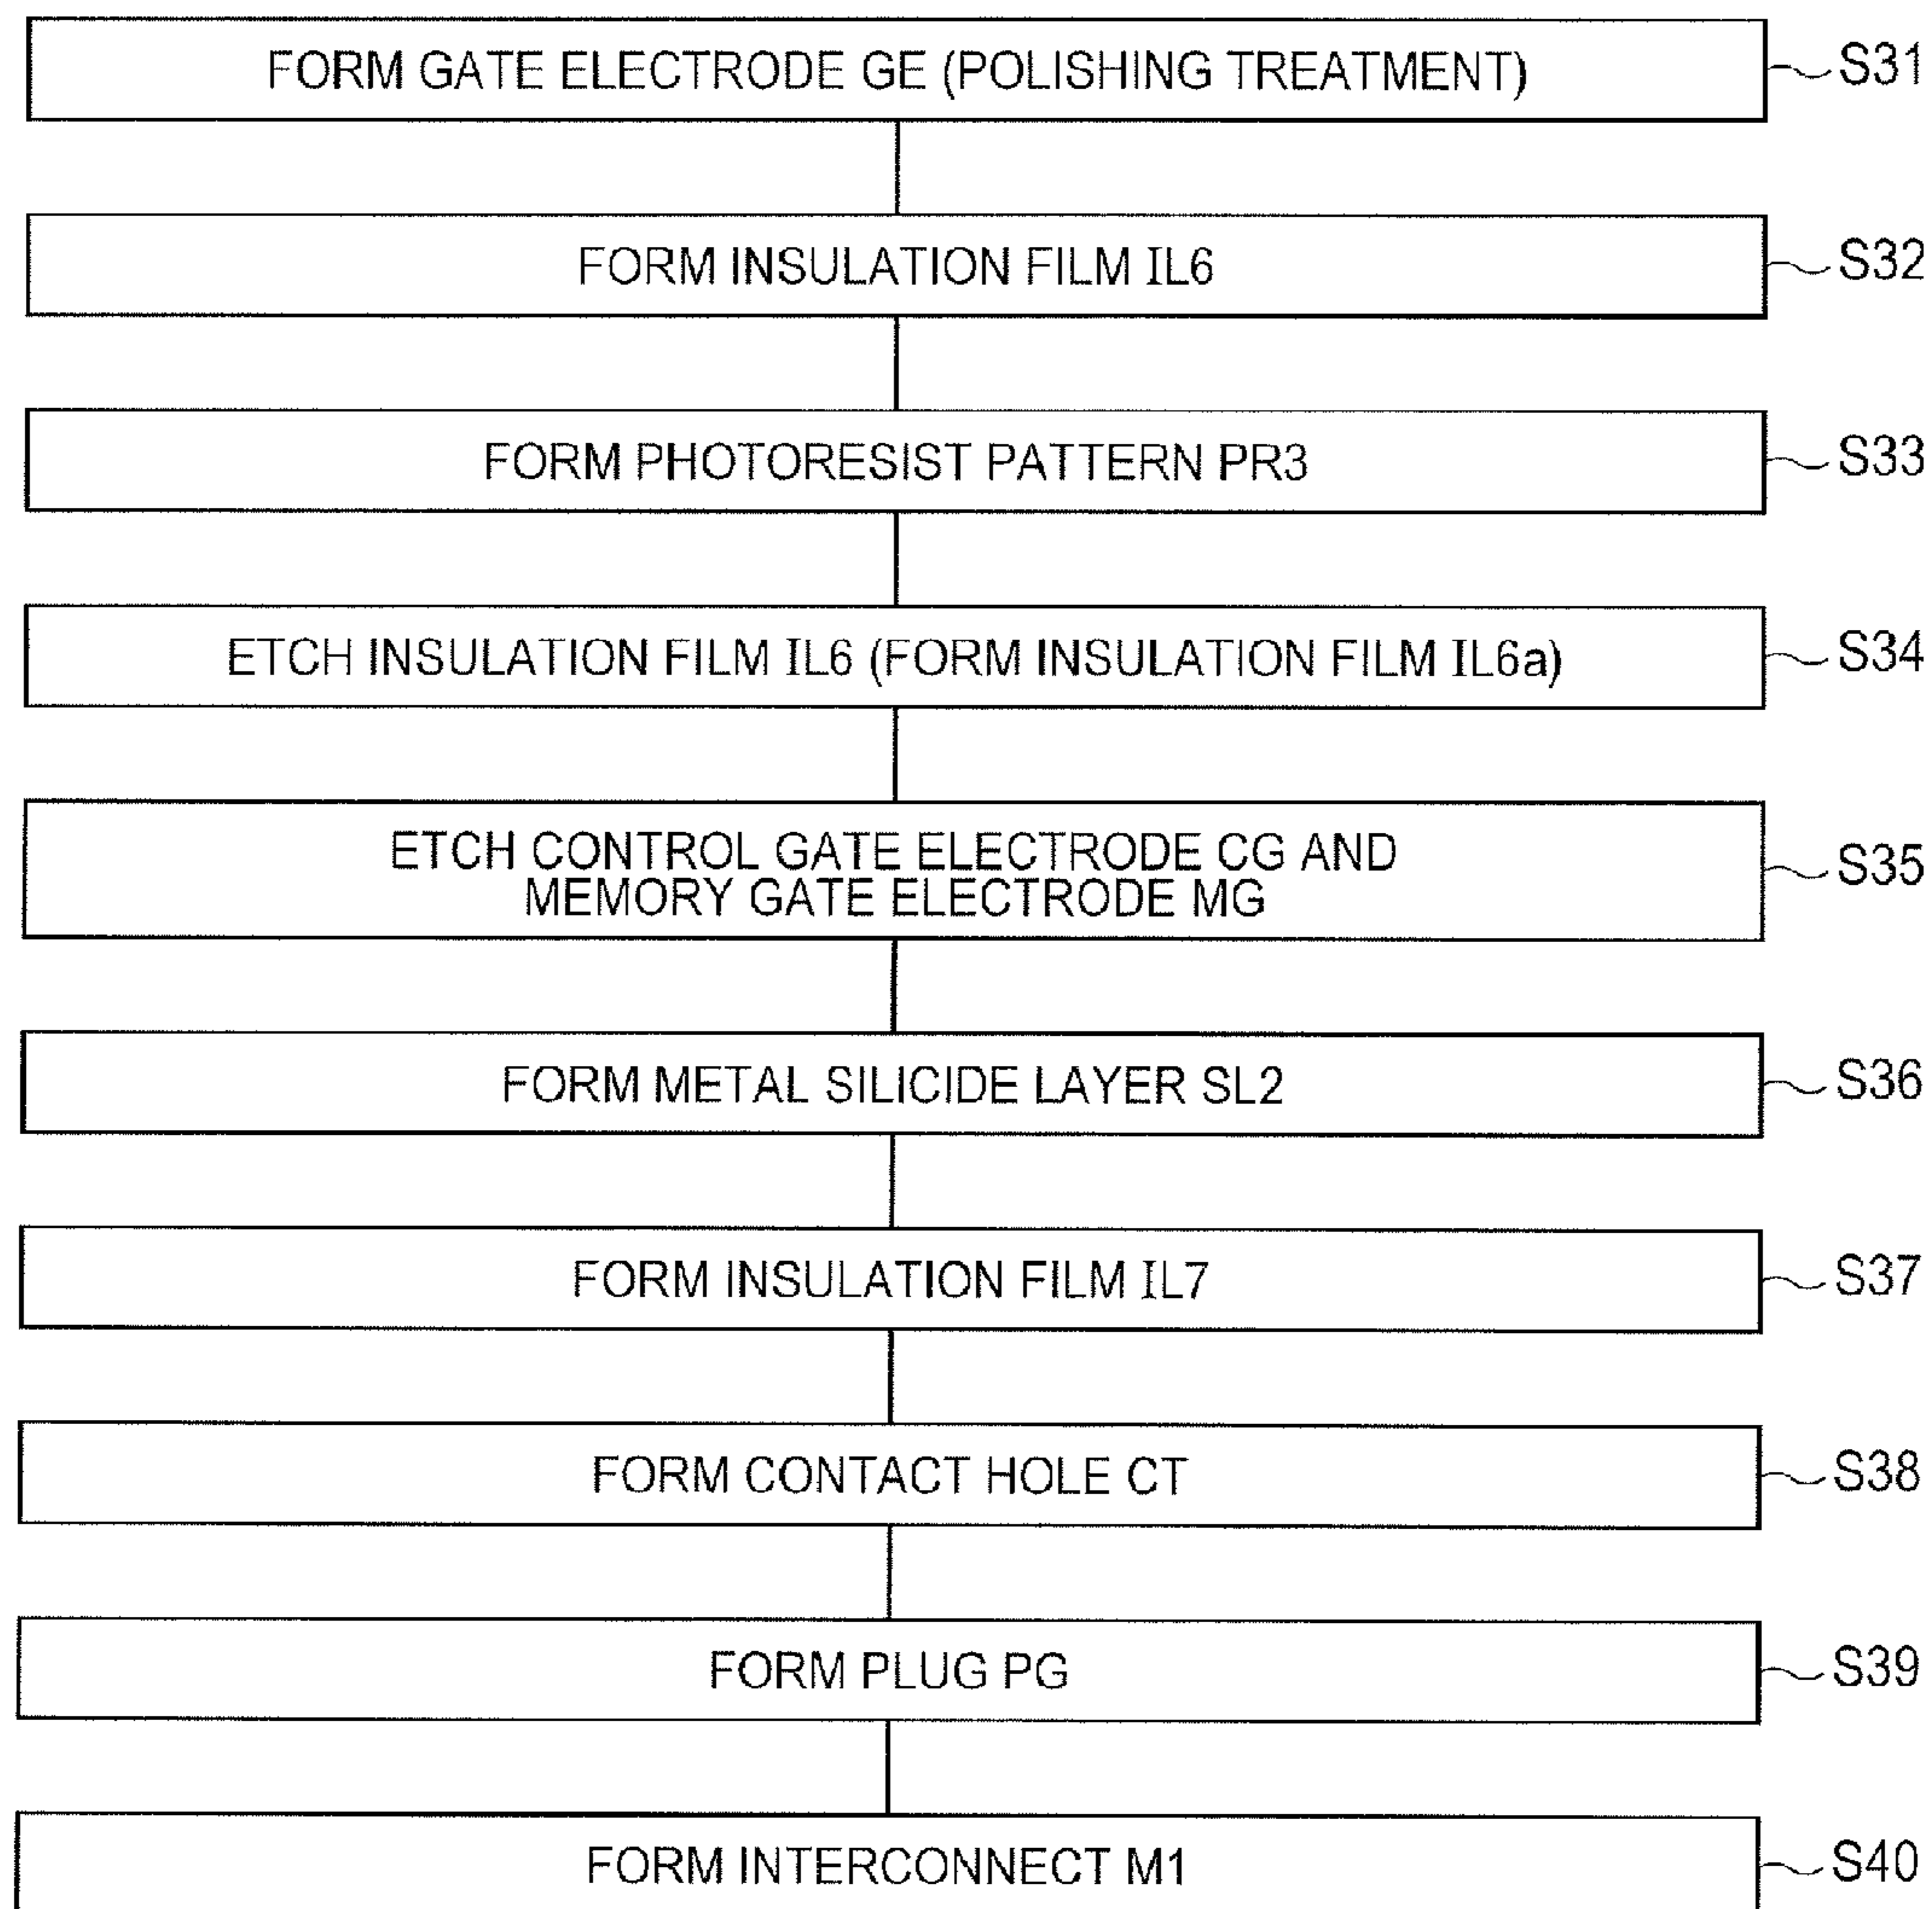 FORM GATE ELECTRODE GE (POLISHING TREATMENT) S31
FORM INSULATION FILM IL6 S32
FORM PHOTORESIST PATTERN PR3 S33
ETCH INSULATION FILM IL6 (FORM INSULATION FILM IL6a) S34
ETCH CONTROL GATE ELECTRODE CG AND
MEMORY GATE ELECTRODE MG S35
FORM METAL SILICIDE LAYER SL2 S36
FORM INSULATION FILM IL7 S37
FORM CONTACT HOLE CT S38
FORM PLUG PG S39
FORM INTERCONNECT M1 S40